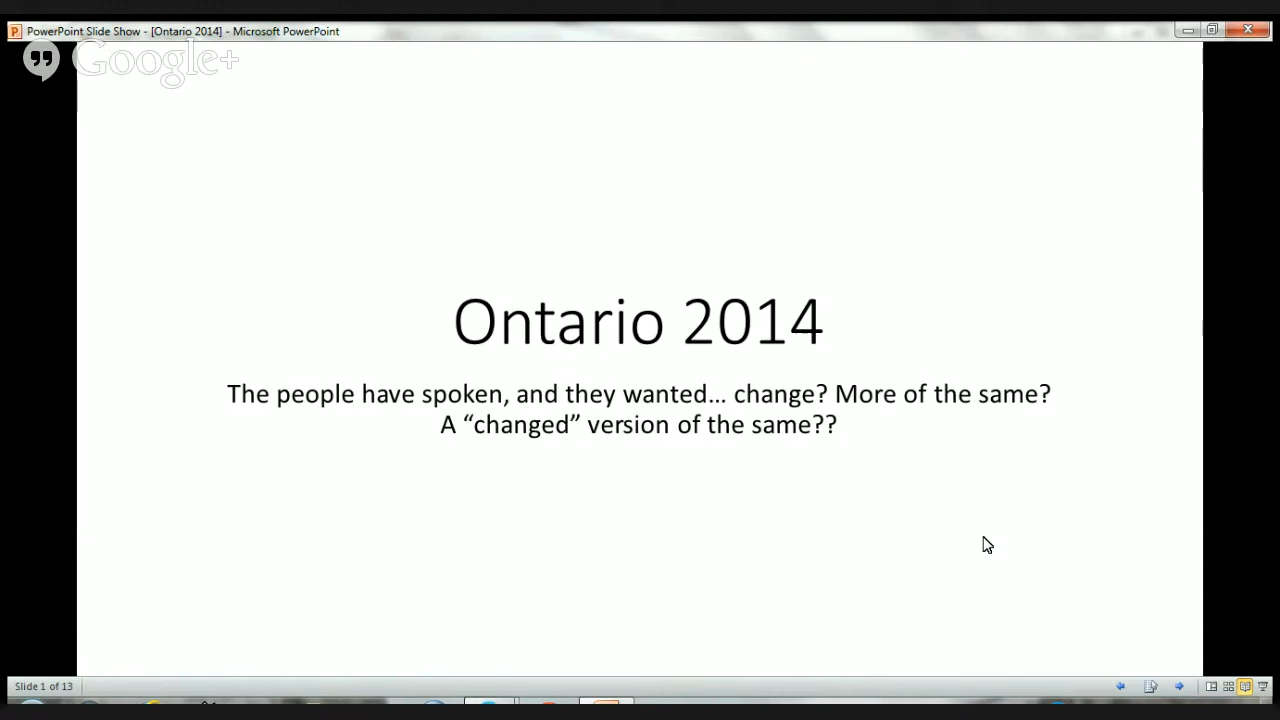 PowerPoint Slide Show - [Ontario 2014] - Microsoft PowerPoint
Google+
Ontario 2014
The people have spoken, and they wanted… change? More of the same?
A “changed” version of the same??
Slide 1 of 13